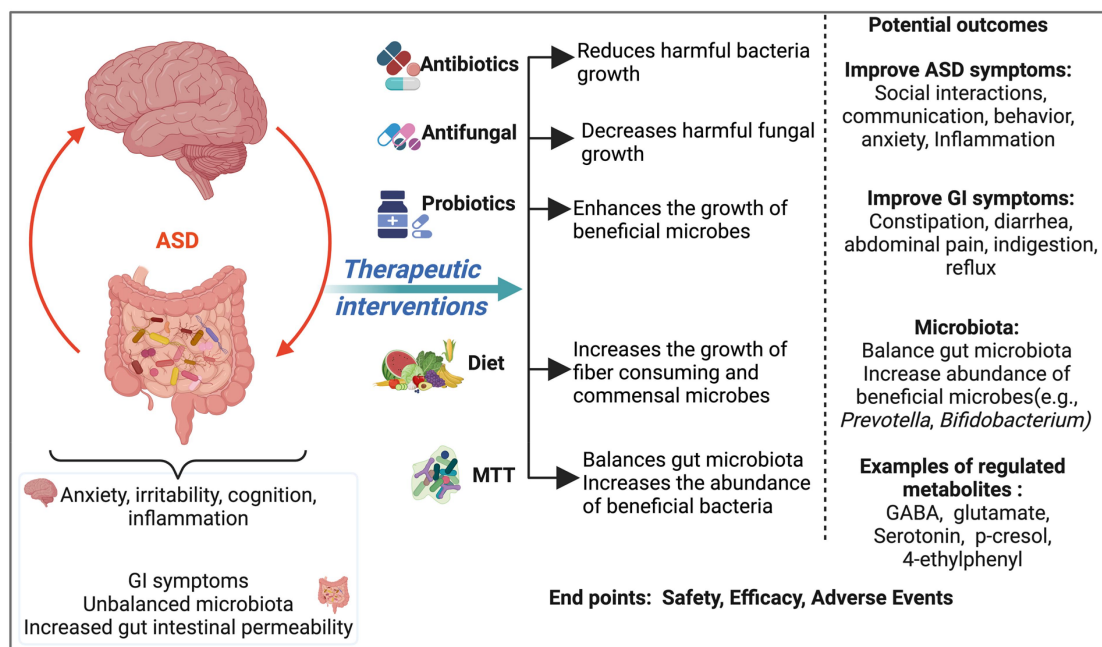 ASD
Anxiety, irritability, cognition,
inflammation
GI symptoms
Unbalanced microbiota
Increased gut intestinal permeability
Therapeutic
interventions
Antibiotics
Reduces harmful bacteria
growth
Antifungal
Decreases harmful fungal
growth
Probiotics
Enhances the growth of
beneficial microbes
Diet
Increases the growth of
fiber consuming and
commensal microbes
MTT
Balances gut microbiota
Increases the abundance
of beneficial bacteria
End points: Safety, Efficacy, Adverse Events
Potential outcomes
Improve ASD symptoms:
Social interactions,
communication, behavior,
anxiety, Inflammation
Improve GI symptoms:
Constipation, diarrhea,
abdominal pain, indigestion,
reflux
Microbiota:
Balance gut microbiota
Increase abundance of
beneficial microbes(e.g.,
Prevotella, Bifidobacterium)
Examples of regulated
metabolites :
GABA, glutamate,
Serotonin, p-cresol,
4-ethylphenyl